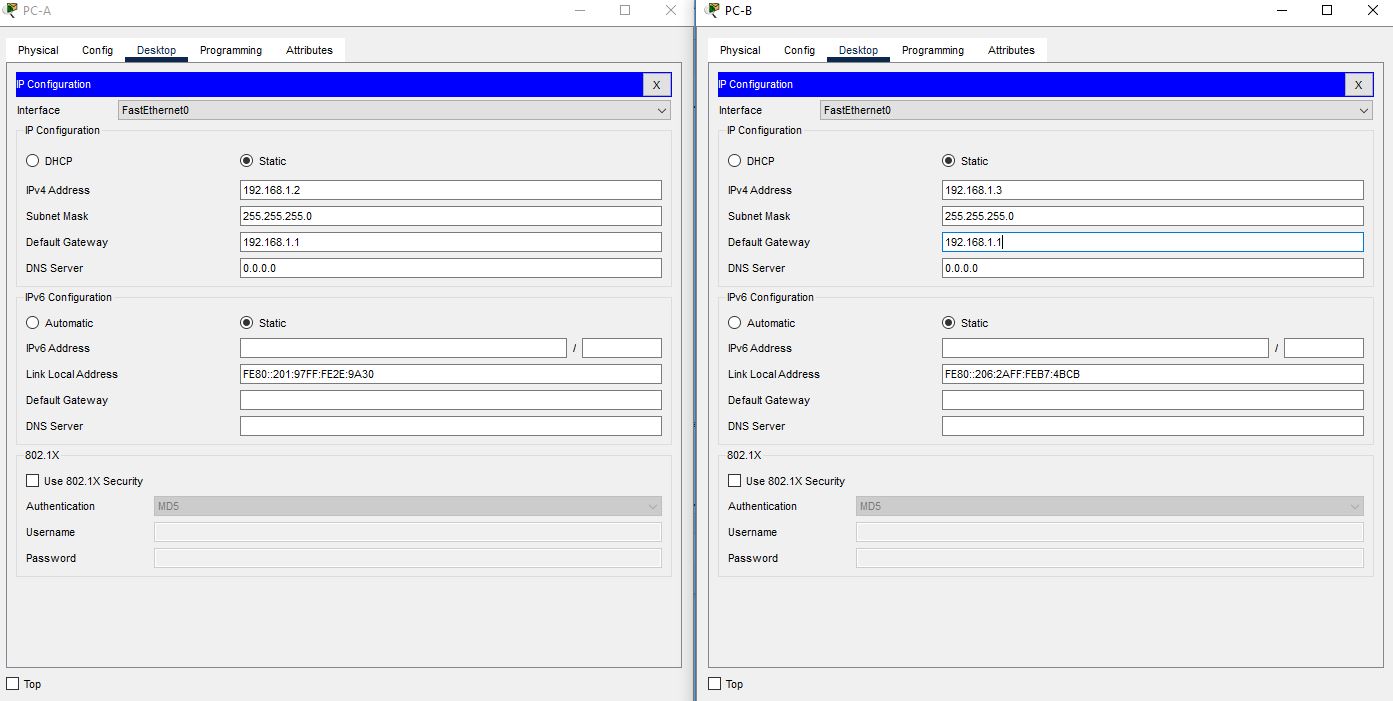 PC-A
Physical Config Desktop Programming Attributes
IP Configuration X
Interface FastEthernet0
IP Configuration
DHCP Static
IPv4 Address 192.168.1.2
Subnet Mask 255.255.255.0
Default Gateway 192.168.1.1
DNS Server 0.0.0.0
IPv6 Configuration
Automatic Static
IPv6 Address /
Link Local Address FE80::201:97FF:FE2E:9A30
Default Gateway
DNS Server
802.1X
Use 802.1X Security
Authentication MD5
Username
Password
Top
PC-B
Physical Config Desktop Programming Attributes
IP Configuration X
Interface FastEthernet0
IP Configuration
DHCP Static
IPv4 Address 192.168.1.3
Subnet Mask 255.255.255.0
Default Gateway 192.168.1.1
DNS Server 0.0.0.0
IPv6 Configuration
Automatic Static
IPv6 Address /
Link Local Address FE80::206:2AFF:FEB7:4BCB
Default Gateway
DNS Server
802.1X
Use 802.1X Security
Authentication MD5
Username
Password
Top